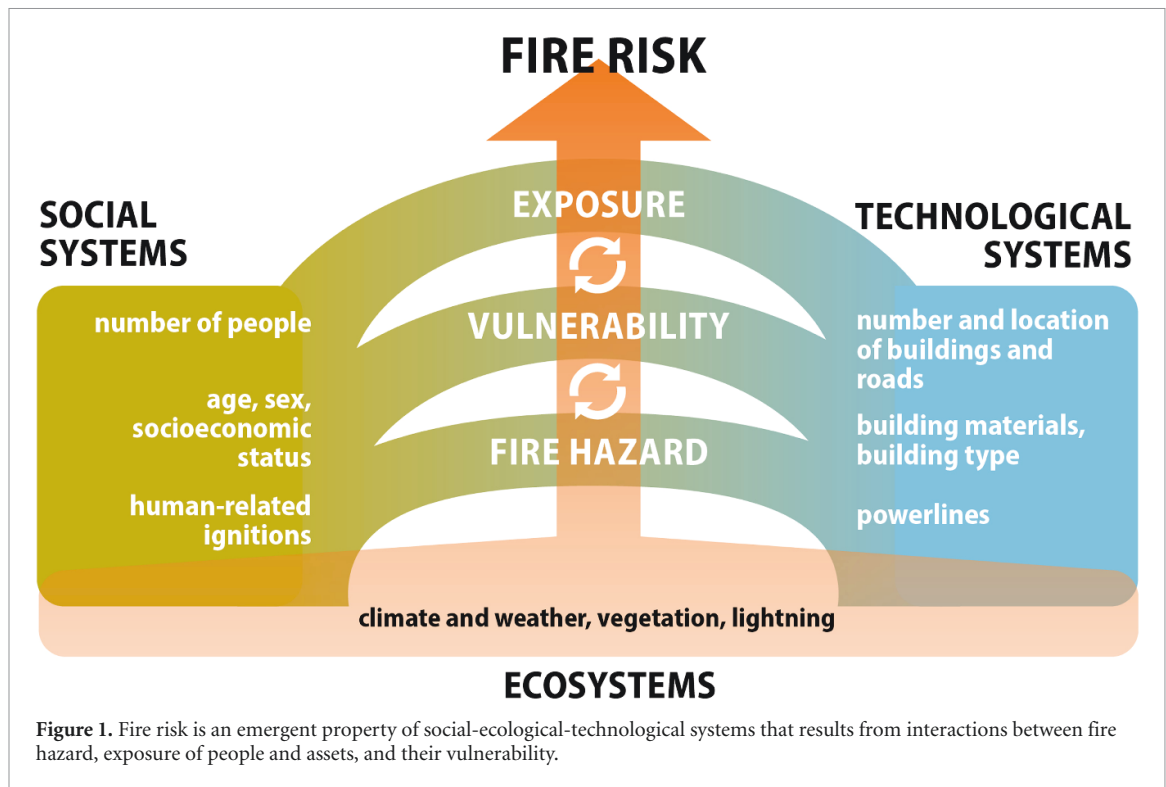 FIRE RISK
EXPOSURE
VULNERABILITY
FIRE HAZARD
SOCIAL
SYSTEMS
number of people
age, sex,
socioeconomic
status
human-related
ignitions
TECHNOLOGICAL
SYSTEMS
number and location
of buildings and
roads
building materials,
building type
powerlines
climate and weather, vegetation, lightning
ECOSYSTEMS
Figure 1. Fire risk is an emergent property of social-ecological-technological systems that results from interactions between fire
hazard, exposure of people and assets, and their vulnerability.